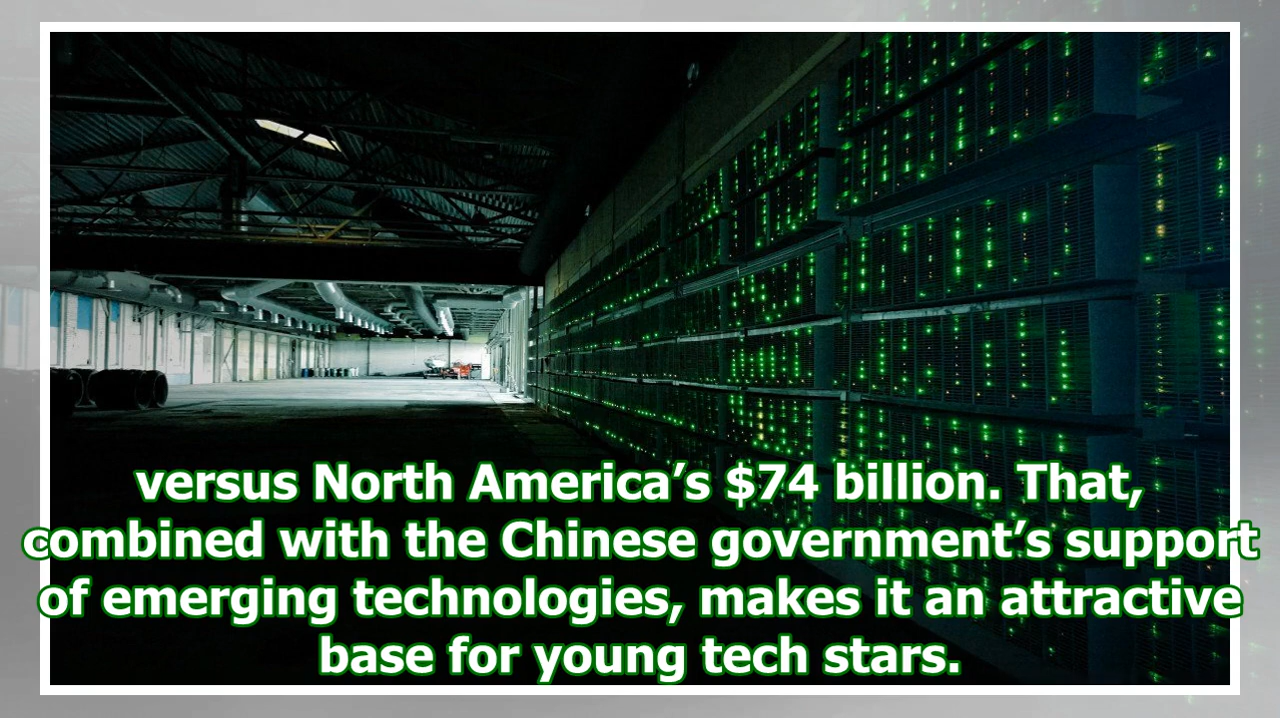 versus North America’s $74 billion. That,
combined with the Chinese government’s support
of emerging technologies, makes it an attractive
base for young tech stars.